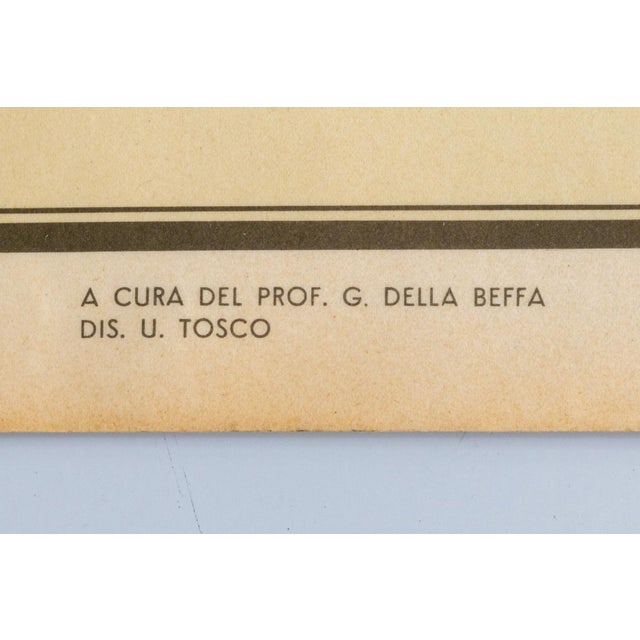 A CURA DEL PROF. G. DELLA BEFFA
DIS. U. TOSCO